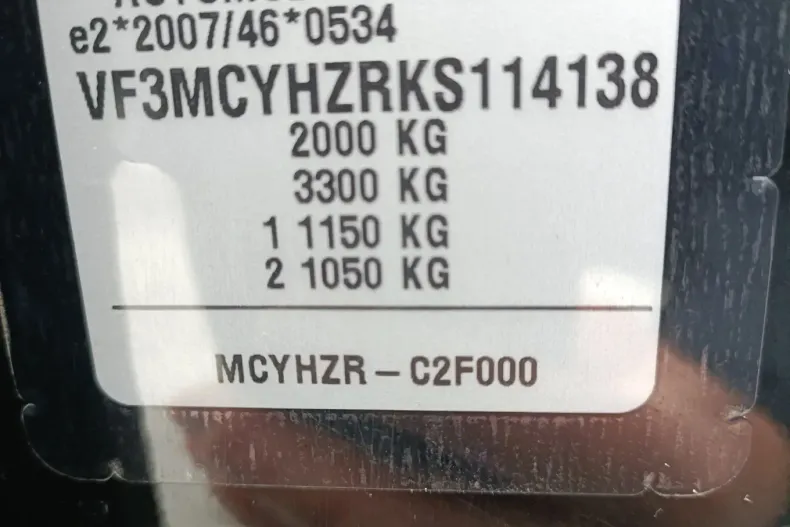 e2*2007/46*0534
VF3MCYHZRKS114138
2000 KG
3300 KG
1 1150 KG
2 1050 KG
MCYHZR – C2F000